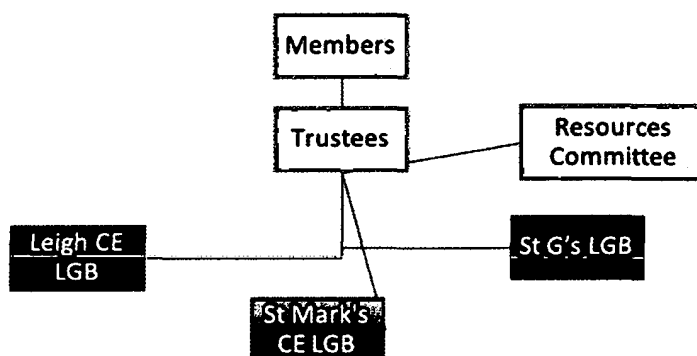 Members
Trustees
Resources
Committee
Leigh CE
LGB
St G's LGB
St Mark's
CE LGB